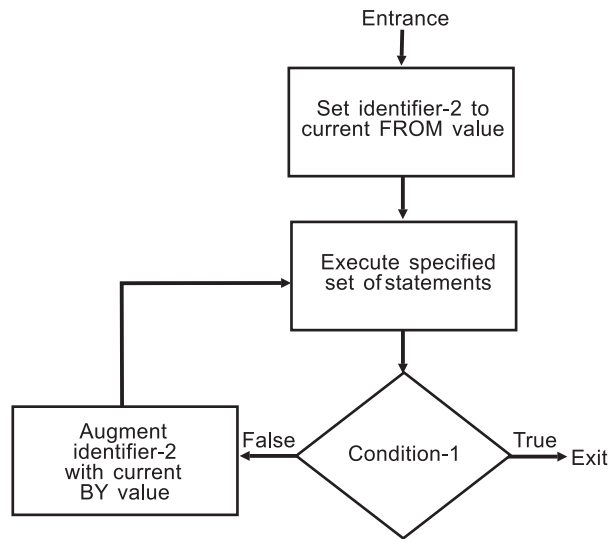 Entrance
Set identifier-2 to
current FROM value
Execute specified
set of statements
Augment
identifier-2
with current
BY value
False
Condition-1
True
Exit